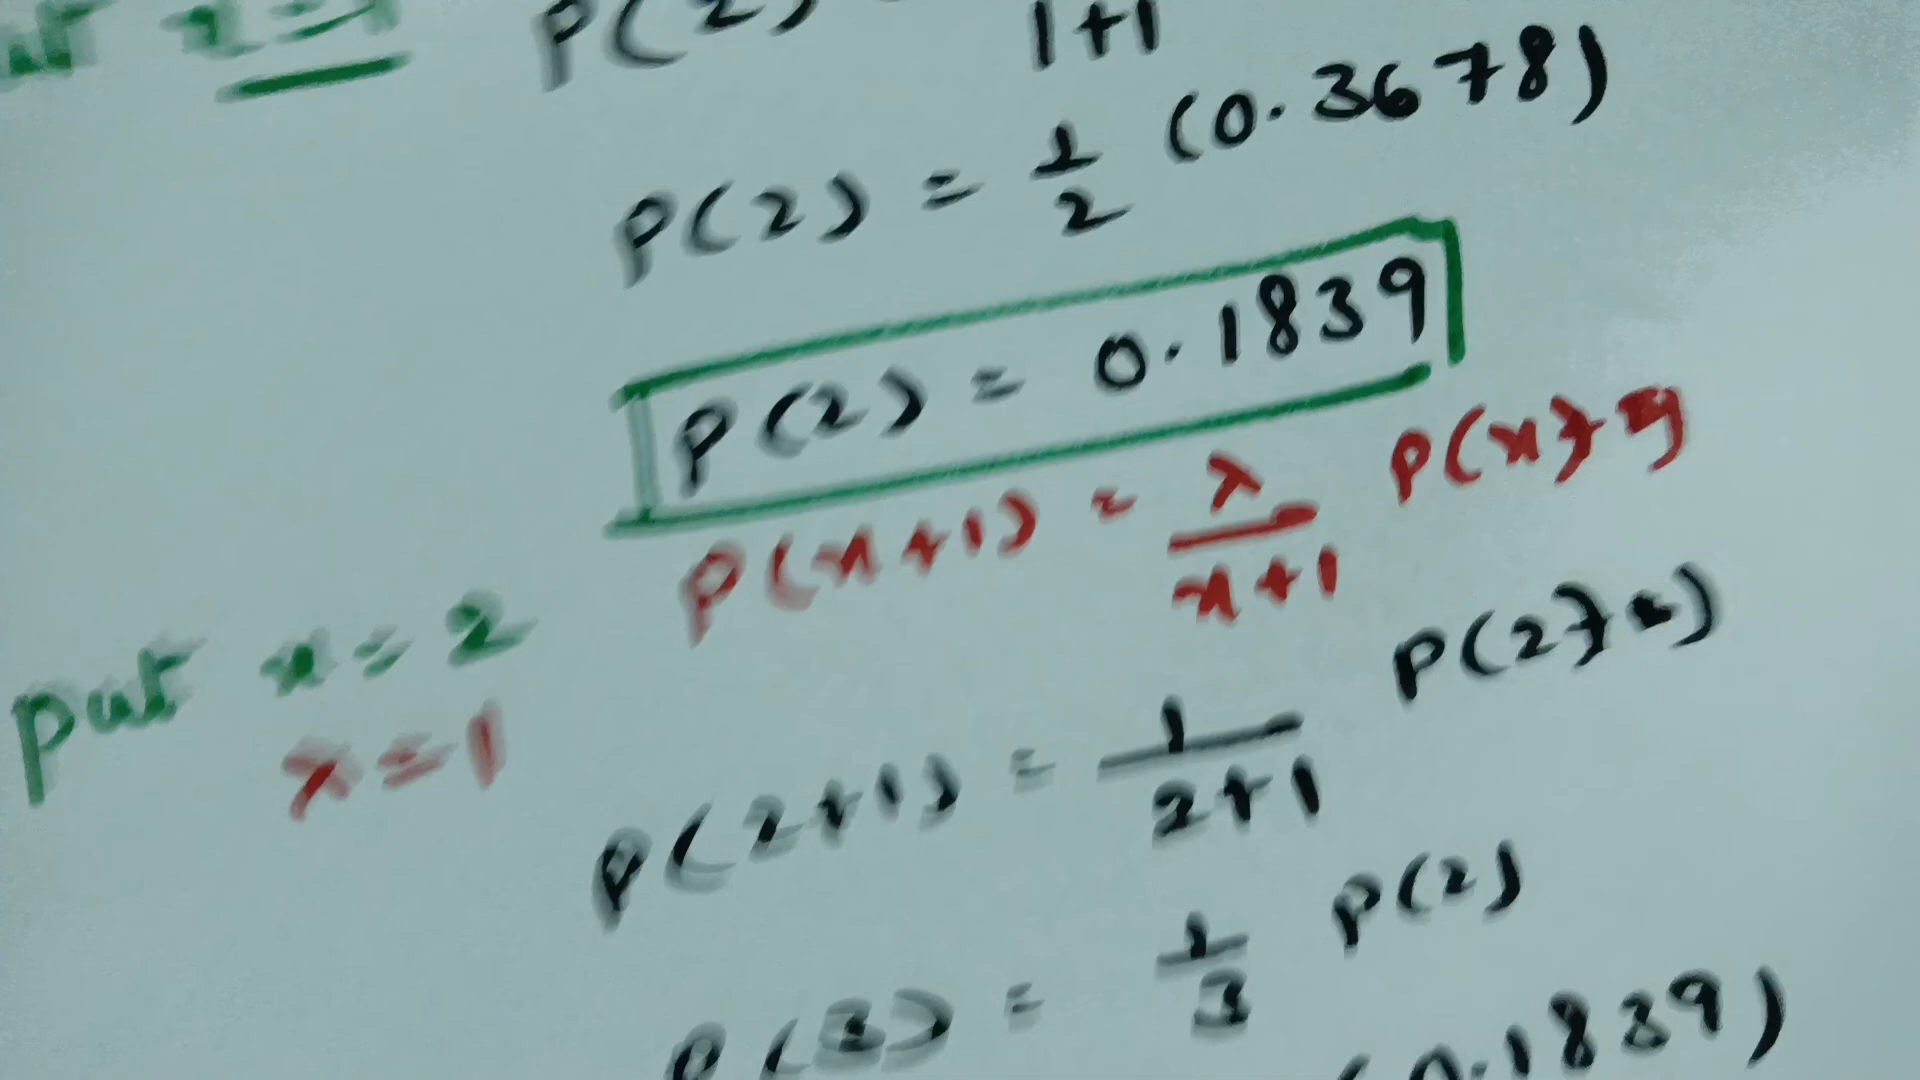 P(2)
1+1
P(2) = 1/2 (0.3678)
P(2) = 0.1839
P(x+1) = λ/x+1 P(x)
put x=2
λ=1
P(2+1) = 1/2+1 P(2)
P(3) = 1/3 P(2)
(0.1839)